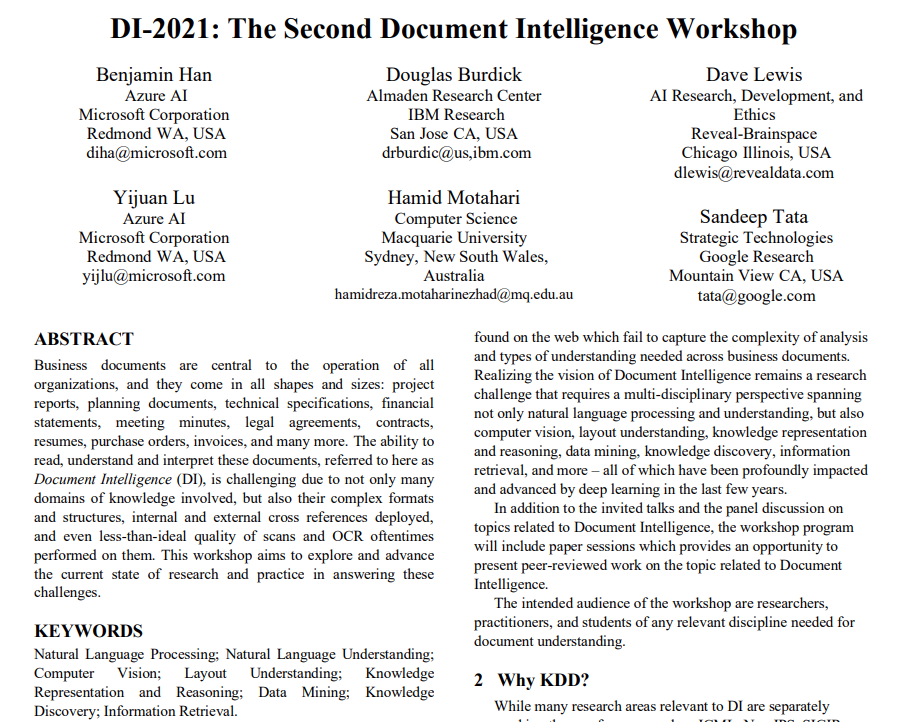 DI-2021: The Second Document Intelligence Workshop
Benjamin Han
Azure AI
Microsoft Corporation
Redmond WA, USA
diha@microsoft.com
Douglas Burdick
Almaden Research Center
IBM Research
San Jose CA, USA
drburdic@us,ibm.com
Dave Lewis
AI Research, Development, and
Ethics
Reveal-Brainspace
Chicago Illinois, USA
dlewis@revealdata.com
Yijuan Lu
Azure AI
Microsoft Corporation
Redmond WA, USA
yijlu@microsoft.com
Hamid Motahari
Computer Science
Macquarie University
Sydney, New South Wales,
Australia
hamidreza.motaharinezhad@mq.edu.au
Sandeep Tata
Strategic Technologies
Google Research
Mountain View CA, USA
tata@google.com
ABSTRACT
Business documents are central to the operation of all
organizations, and they come in all shapes and sizes: project
reports, planning documents, technical specifications, financial
statements, meeting minutes, legal agreements, contracts,
resumes, purchase orders, invoices, and many more. The ability to
read, understand and interpret these documents, referred to here as
Document Intelligence (DI), is challenging due to not only many
domains of knowledge involved, but also their complex formats
and structures, internal and external cross references deployed,
and even less-than-ideal quality of scans and OCR oftentimes
performed on them. This workshop aims to explore and advance
the current state of research and practice in answering these
challenges.
KEYWORDS
Natural Language Processing; Natural Language Understanding;
Computer Vision; Layout Understanding; Knowledge
Representation and Reasoning; Data Mining; Knowledge
Discovery; Information Retrieval.
found on the web which fail to capture the complexity of analysis
and types of understanding needed across business documents.
Realizing the vision of Document Intelligence remains a research
challenge that requires a multi-disciplinary perspective spanning
not only natural language processing and understanding, but also
computer vision, layout understanding, knowledge representation
and reasoning, data mining, knowledge discovery, information
retrieval, and more – all of which have been profoundly impacted
and advanced by deep learning in the last few years.
In addition to the invited talks and the panel discussion on
topics related to Document Intelligence, the workshop program
will include paper sessions which provides an opportunity to
present peer-reviewed work on the topic related to Document
Intelligence.
The intended audience of the workshop are researchers,
practitioners, and students of any relevant discipline needed for
document understanding.
2 Why KDD?
While many research areas relevant to DI are separately